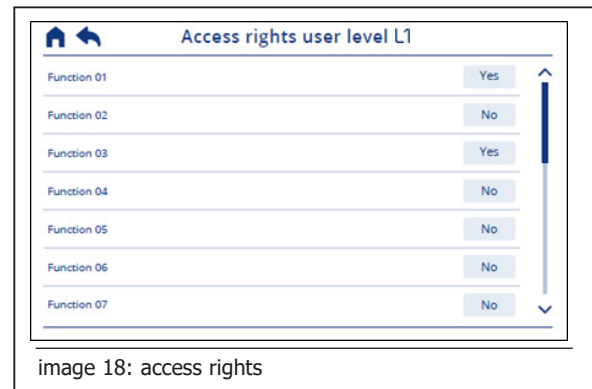 Access rights user level L1
Function 01 Yes
Function 02 No
Function 03 Yes
Function 04 No
Function 05 No
Function 06 No
Function 07 No
image 18: access rights